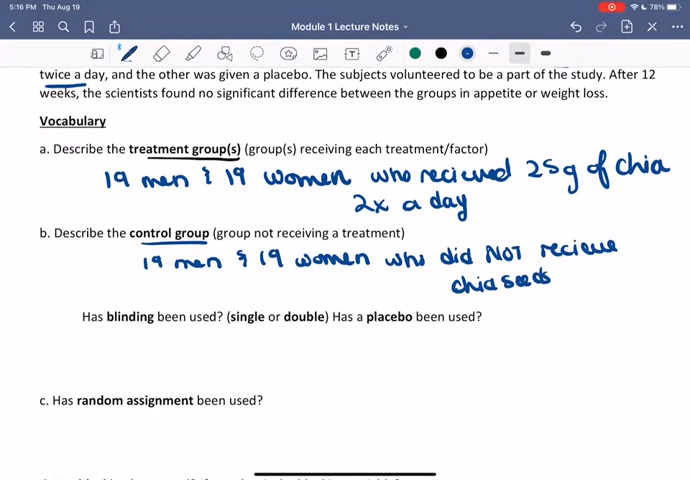 5:16 PM Thu Aug 19
78%
Module 1 Lecture Notes
twice a day, and the other was given a placebo. The subjects volunteered to be a part of the study. After 12
weeks, the scientists found no significant difference between the groups in appetite or weight loss.
Vocabulary
a. Describe the treatment group(s) (group(s) receiving each treatment/factor)
19 men & 19 women who recieved 25g of chia
2x a day
b. Describe the control group (group not receiving a treatment)
19 men & 19 women who did NOT recieve
chia seeds
Has blinding been used? (single or double) Has a placebo been used?
c. Has random assignment been used?